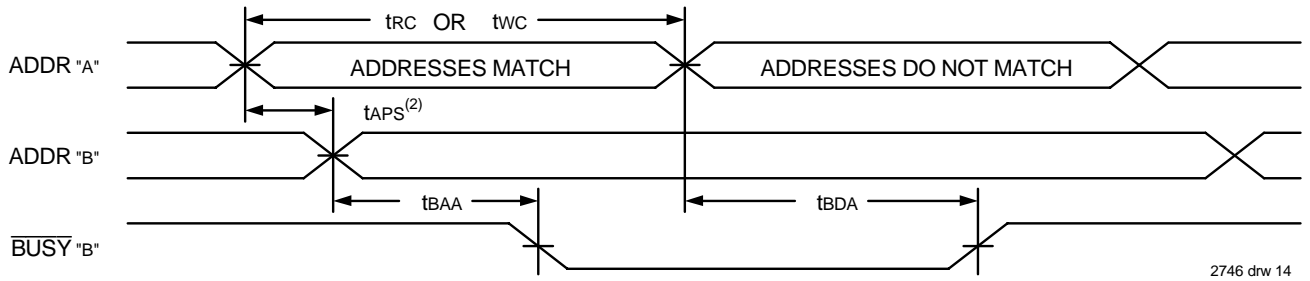 tRC OR tWC
ADDR "A"
ADDRESSES MATCH
ADDRESSES DO NOT MATCH
tAPS(2)
ADDR "B"
tBAA
tBDA
BUSY "B"
2746 drw 14